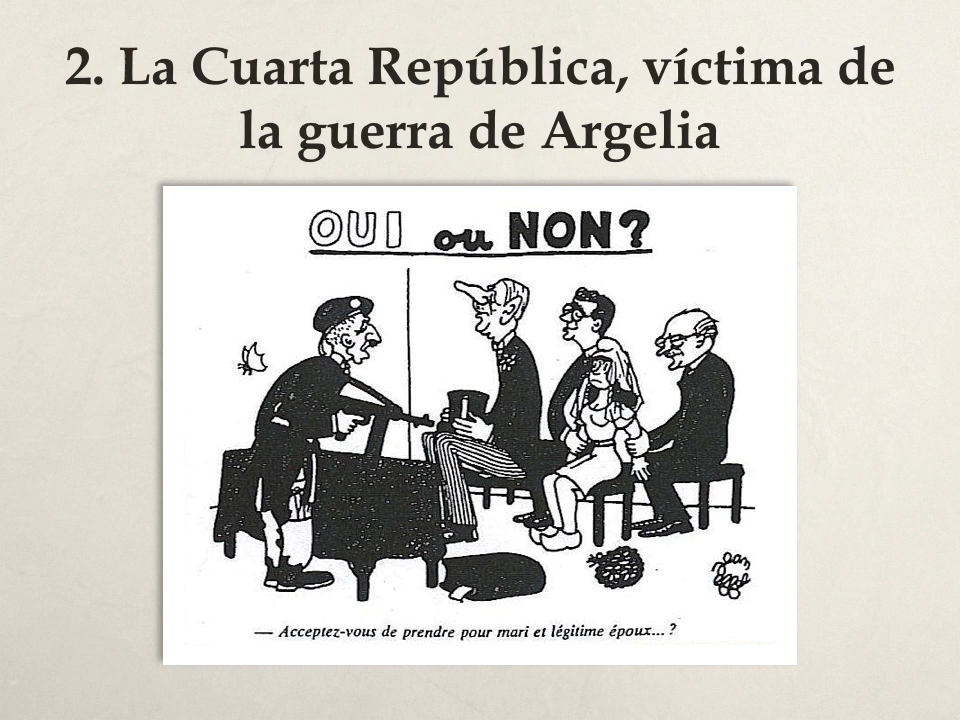 2. La Cuarta República, víctima de
la guerra de Argelia
OUI ou NON?
— Acceptez-vous de prendre pour mari et légitime époux... ?